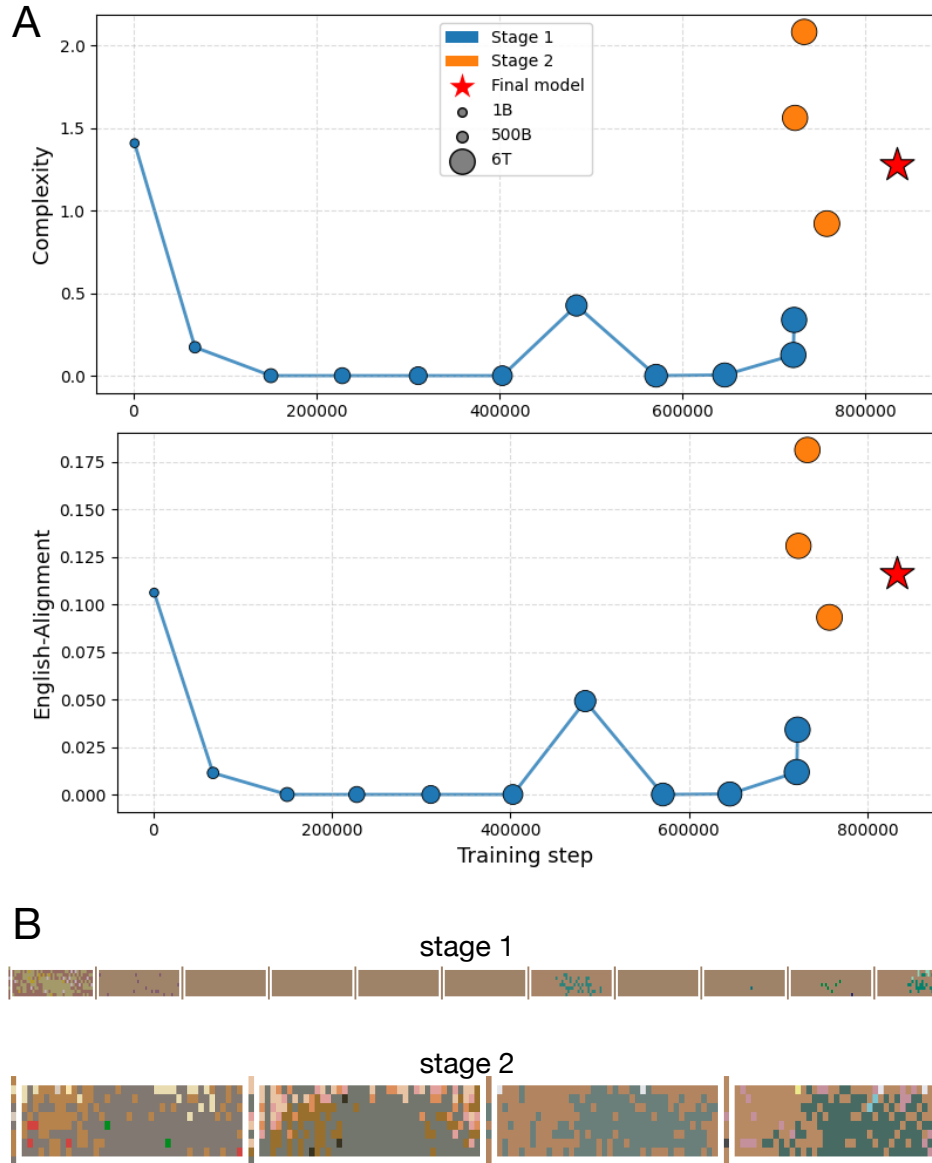 A
Complexity
2.0
1.5
1.0
0.5
0.0
Stage 1
Stage 2
Final model
1B
500B
6T
0
200000
400000
600000
800000
English-Alignment
0.175
0.150
0.125
0.100
0.075
0.050
0.025
0.000
0
200000
400000
600000
800000
Training step
B
stage 1
stage 2